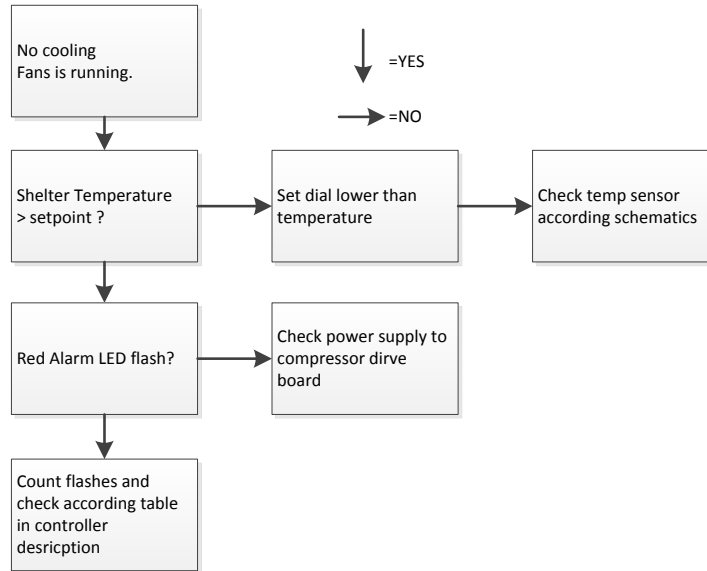 No cooling
Fans is running.
=YES
=NO
Shelter Temperature
> setpoint ?
Set dial lower than
temperature
Check temp sensor
according schematics
Red Alarm LED flash?
Check power supply to
compressor dirve
board
Count flashes and
check according table
in controller
desricption